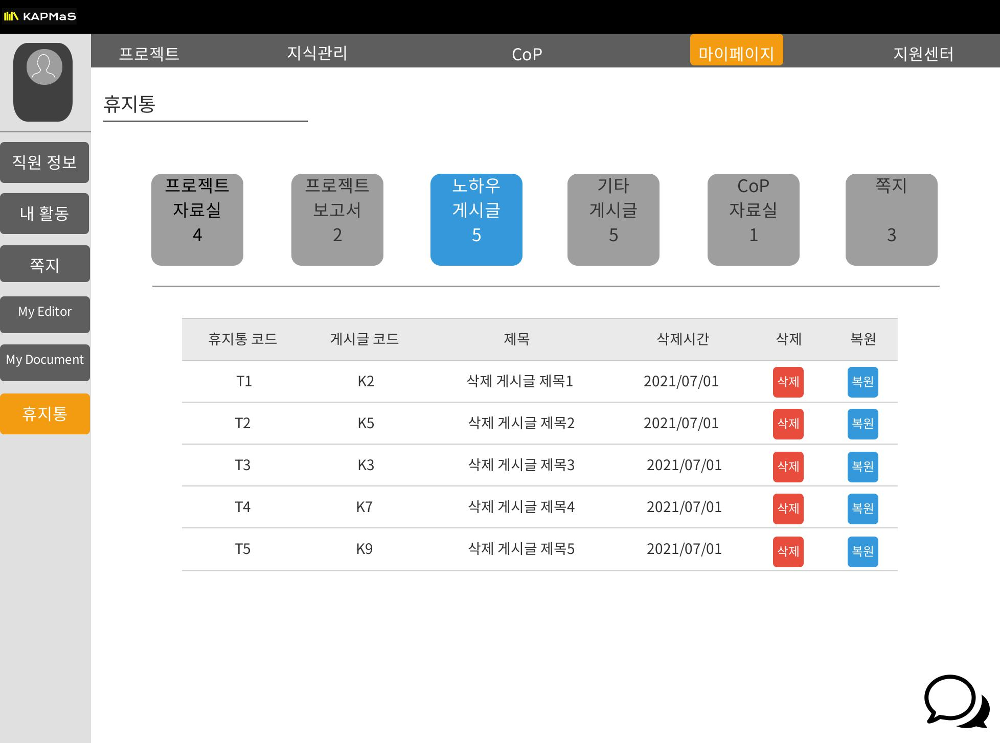 KAPMaS
프로젝트 지식관리 CoP 마이페이지 지원센터
직원 정보
내 활동
쪽지
My Editor
My Document
휴지통
휴지통
프로젝트
자료실
4
프로젝트
보고서
2
노하우
게시글
5
기타
게시글
5
CoP
자료실
1
쪽지
3
휴지통 코드 게시글 코드 제목 삭제시간 삭제 복원
T1 K2 삭제 게시글 제목1 2021/07/01 삭제 복원
T2 K5 삭제 게시글 제목2 2021/07/01 삭제 복원
T3 K3 삭제 게시글 제목3 2021/07/01 삭제 복원
T4 K7 삭제 게시글 제목4 2021/07/01 삭제 복원
T5 K9 삭제 게시글 제목5 2021/07/01 삭제 복원